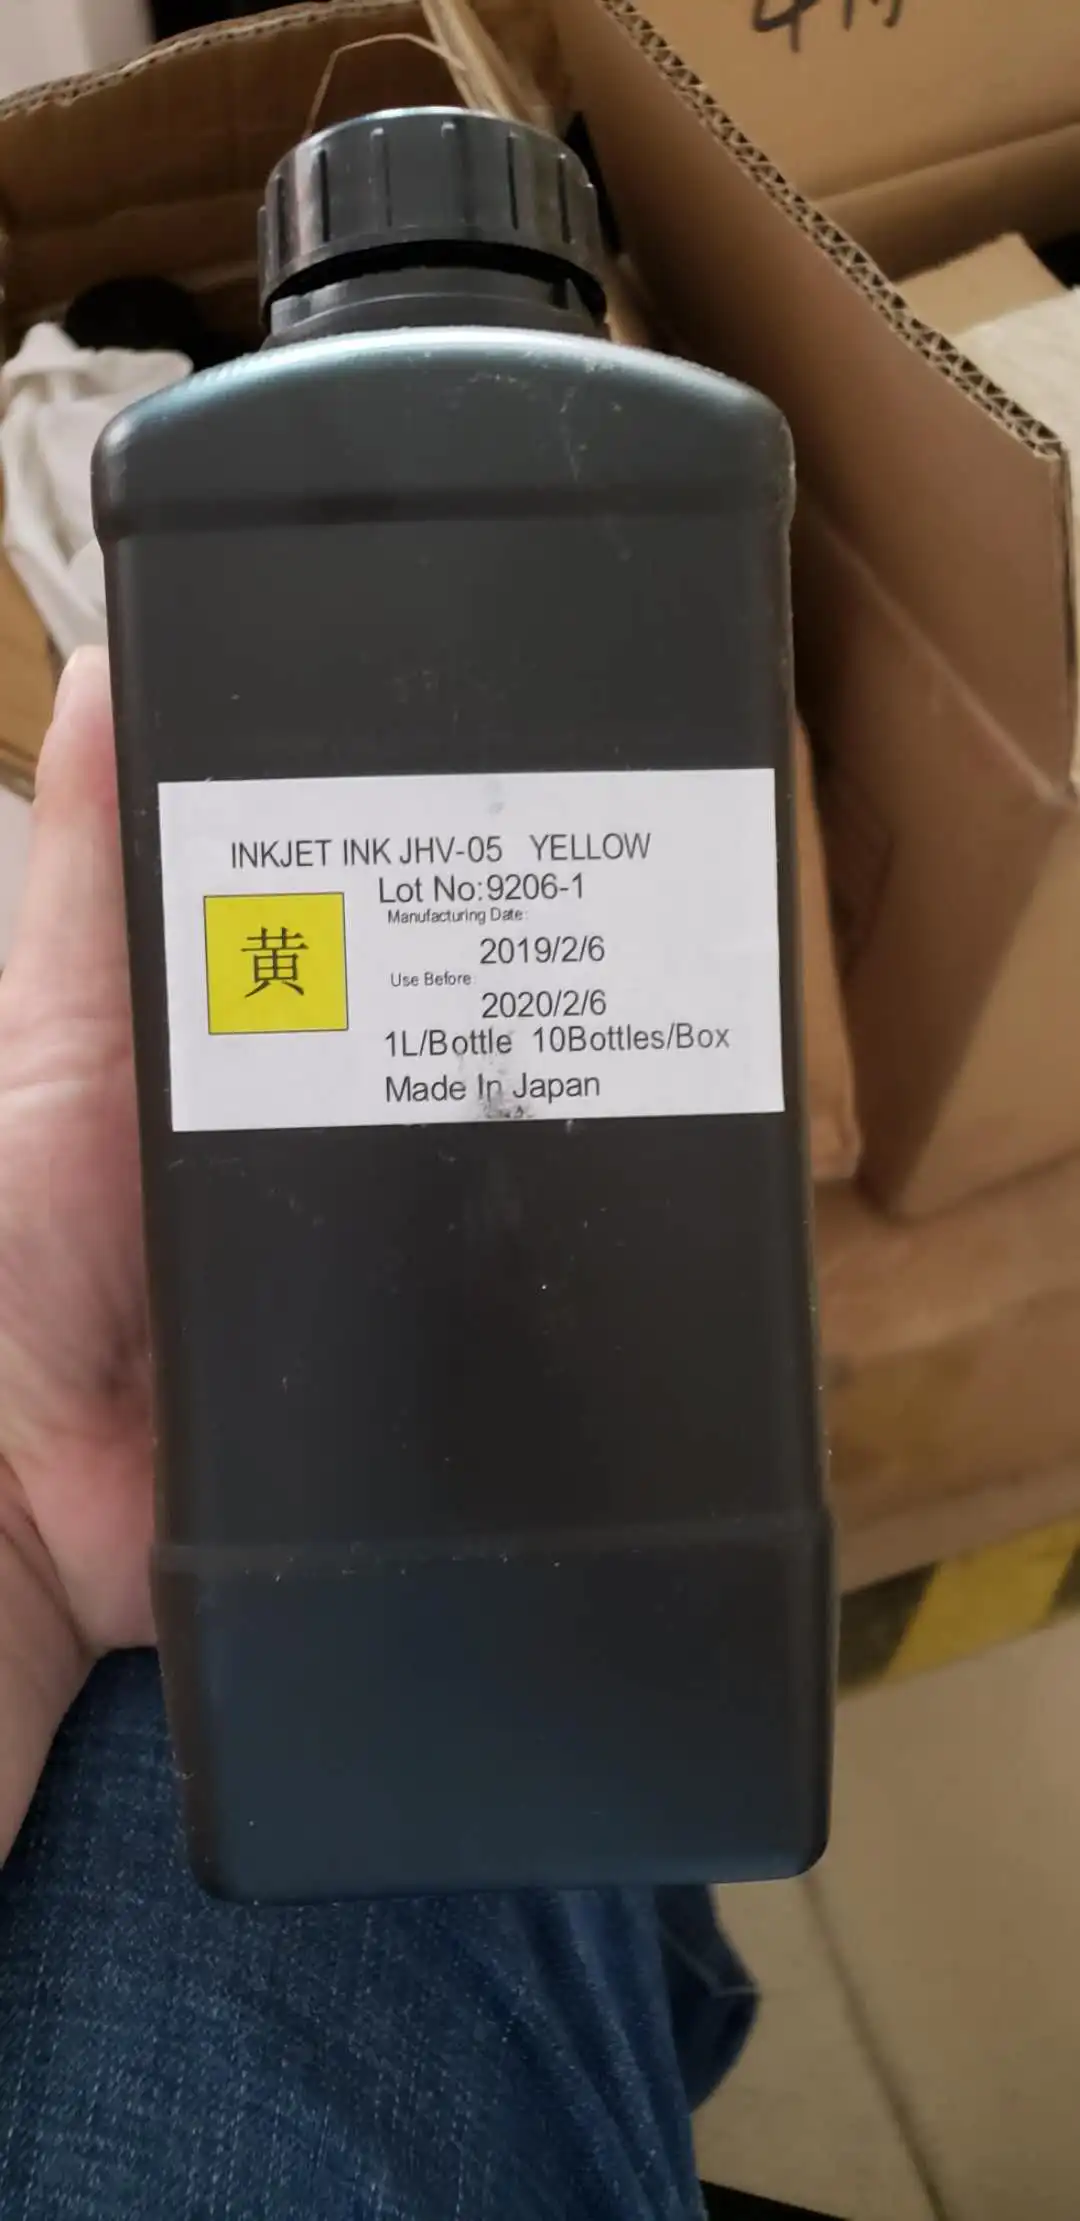 INKJET INK JHV-05 YELLOW
Lot No:9206-1
黄
Manufacturing Date:
2019/2/6
Use Before:
2020/2/6
1L/Bottle 10Bottles/Box
Made In Japan